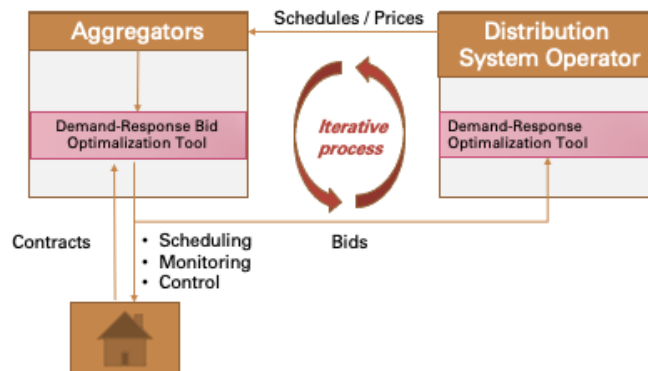 Schedules / Prices
Aggregators
Distribution
System Operator
Demand-Response Bid
Optimalization Tool
Iterative
process
Demand-Response
Optimalization Tool
Contracts
• Scheduling
• Monitoring
• Control
Bids